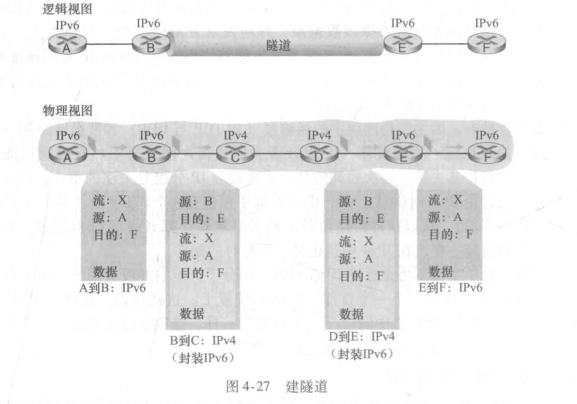 逻辑视图
IPv6 IPv6 IPv6 IPv6
A B 隧道 E F
物理视图
IPv6 IPv6 IPv4 IPv4 IPv6 IPv6
A B C D E F
流：X
源：A
目的：F
数据
A到B：IPv6
源：B
目的：E
流：X
源：A
目的：F
数据
B到C：IPv4
（封装IPv6）
源：B
目的：E
流：X
源：A
目的：F
数据
D到E：IPv4
（封装IPv6）
流：X
源：A
目的：F
数据
E到F：IPv6
图 4-27 建隧道